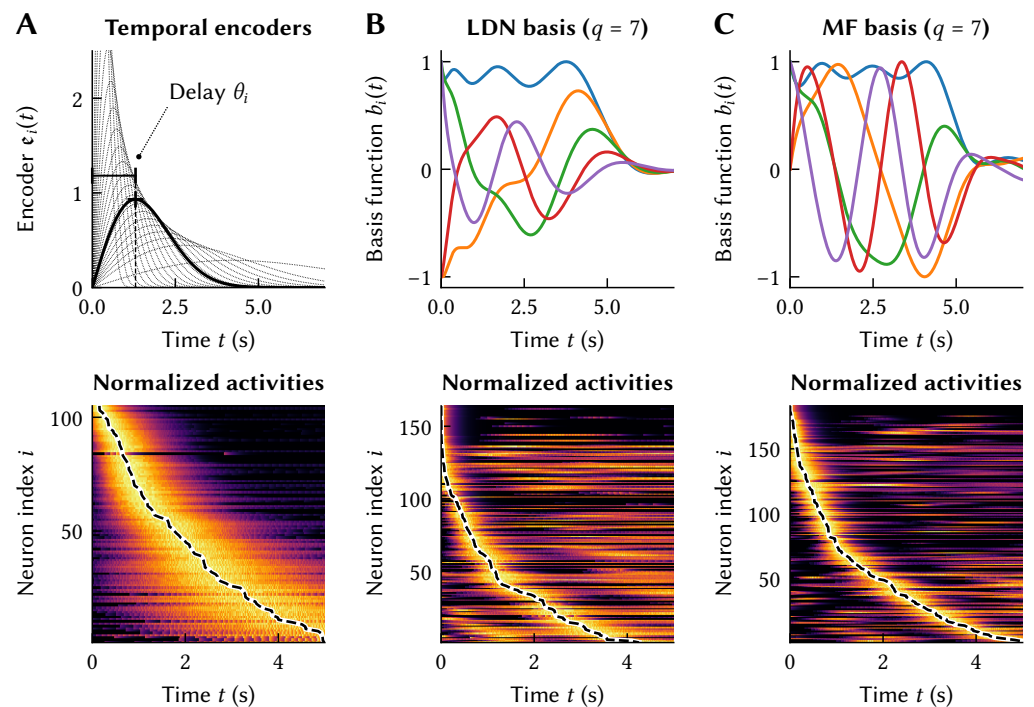 A
Temporal encoders
Encoder 𝔢ᵢ(t)
2
1
0
Delay θᵢ
0.0 2.5 5.0
Time t (s)
B
LDN basis (q = 7)
Basis function bᵢ(t)
1
0
−1
0.0 2.5 5.0
Time t (s)
C
MF basis (q = 7)
Basis function bᵢ(t)
1
0
−1
0.0 2.5 5.0
Time t (s)
Normalized activities
Neuron index i
100
50
0 2 4
Time t (s)
Normalized activities
Neuron index i
150
100
50
0 2 4
Time t (s)
Normalized activities
Neuron index i
150
100
50
0 2 4
Time t (s)